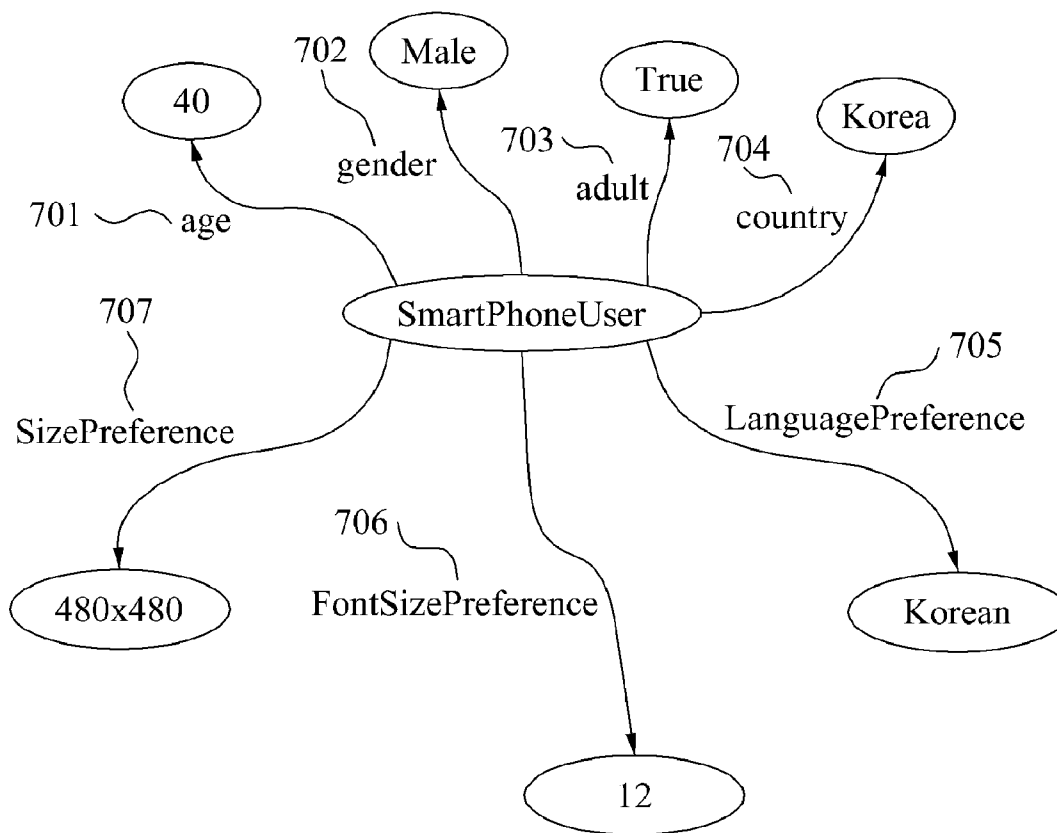 702
Male
40
True
Korea
gender
703
adult
704
country
701
age
SmartPhoneUser
707
705
SizePreference
LanguagePreference
706
480x480
FontSizePreference
Korean
12